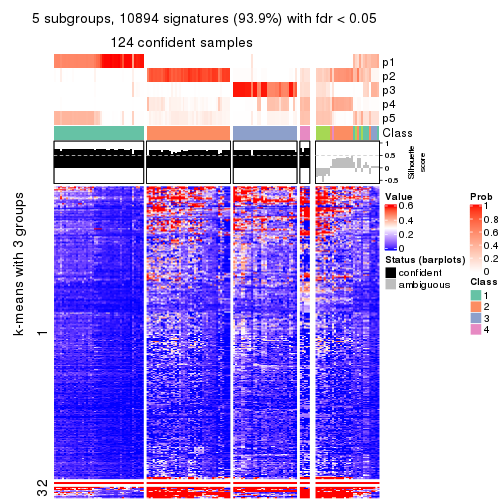 5 subgroups, 10894 signatures (93.9%) with fdr < 0.05
124 confident samples
p1
p2
p3
p4
p5
Class
1
0.5
0
-0.5
Silhouette
score
k-means with 3 groups
1
2
3
Value
0.6
0.4
0.2
0
Status (barplots)
confident
ambiguous
Prob
1
0.8
0.6
0.4
0.2
0
Class
1
2
3
4